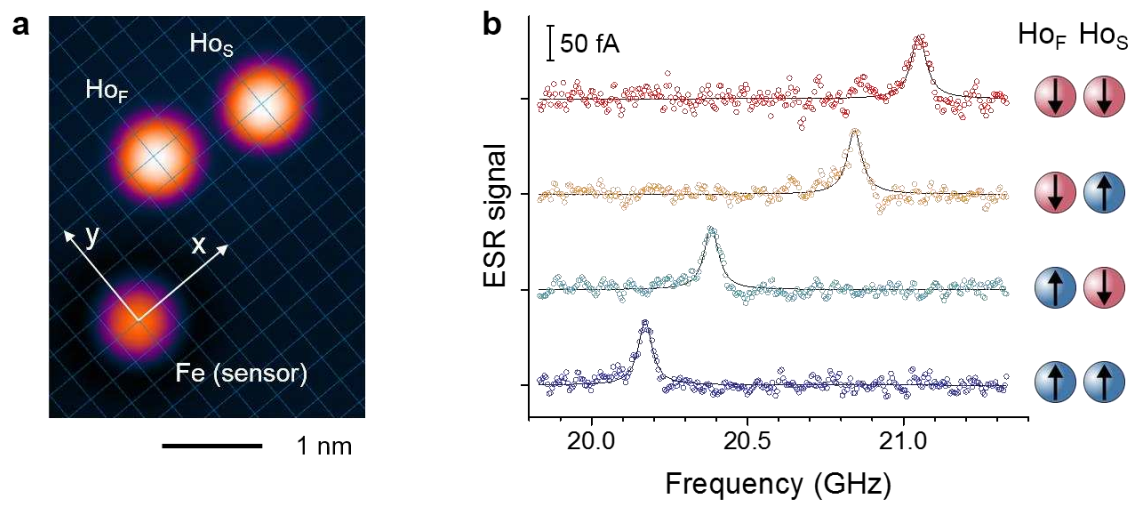 a
Ho_S
Ho_F
y
x
Fe (sensor)
1 nm
b
50 fA
Ho_F Ho_S
ESR signal
20.0 20.5 21.0
Frequency (GHz)